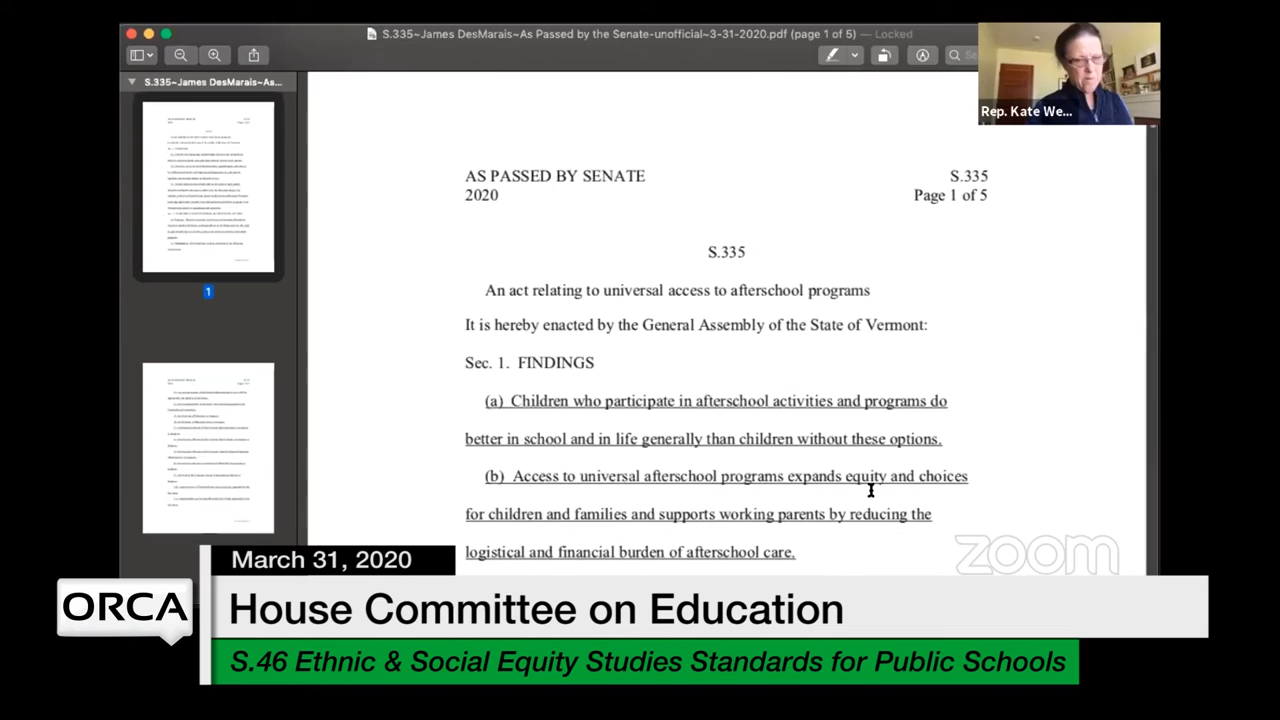 S.335~James DesMarais~As Passed by the Senate-unofficial~3-31-2020.pdf (page 1 of 5) — Locked
S.335~James DesMarais~As...
Rep. Kate We...
AS PASSED BY SENATE S.335
2020 Page 1 of 5
S.335
An act relating to universal access to afterschool programs
It is hereby enacted by the General Assembly of the State of Vermont:
Sec. 1. FINDINGS
(a) Children who participate in afterschool activities and programs do
better in school and in life generally than children without these options.
(b) Access to universal afterschool programs expands equity and choices
for children and families and supports working parents by reducing the
logistical and financial burden of afterschool care.
1
zoom
March 31, 2020
ORCA
House Committee on Education
S.46 Ethnic & Social Equity Studies Standards for Public Schools